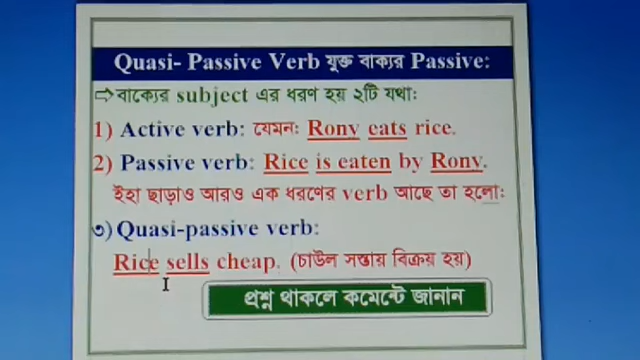 Quasi- Passive Verb যুক্ত বাক্যর Passive:
⇨বাক্যের subject এর ধরণ হয় ২টি যথা:
1) Active verb: যেমন: Rony eats rice.
2) Passive verb: Rice is eaten by Rony.
ইহা ছাড়াও আরও এক ধরণের verb আছে তা হলো:
৩) Quasi-passive verb:
Rice sells cheap. (চাউল সস্তায় বিক্রয় হয়)
প্রশ্ন থাকলে কমেন্টে জানান